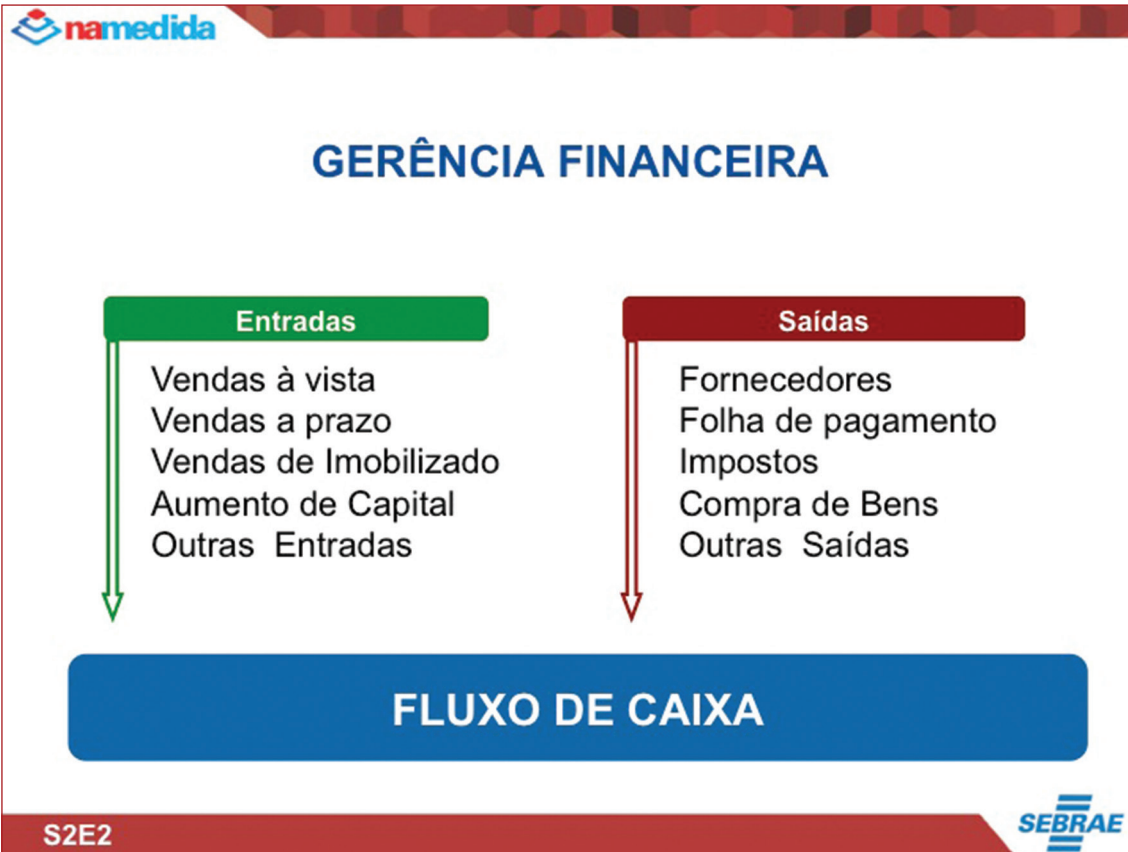 namedida
GERÊNCIA FINANCEIRA
Entradas
Vendas à vista
Vendas a prazo
Vendas de Imobilizado
Aumento de Capital
Outras Entradas
Saídas
Fornecedores
Folha de pagamento
Impostos
Compra de Bens
Outras Saídas
FLUXO DE CAIXA
S2E2
SEBRAE